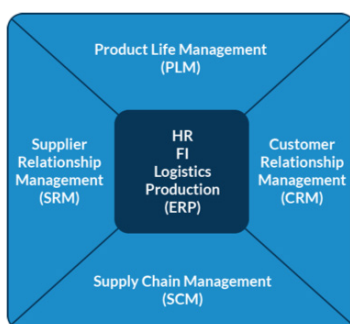 Product Life Management
(PLM)
Supplier
Relationship
Management
(SRM)
HR
FI
Logistics
Production
(ERP)
Customer
Relationship
Management
(CRM)
Supply Chain Management
(SCM)